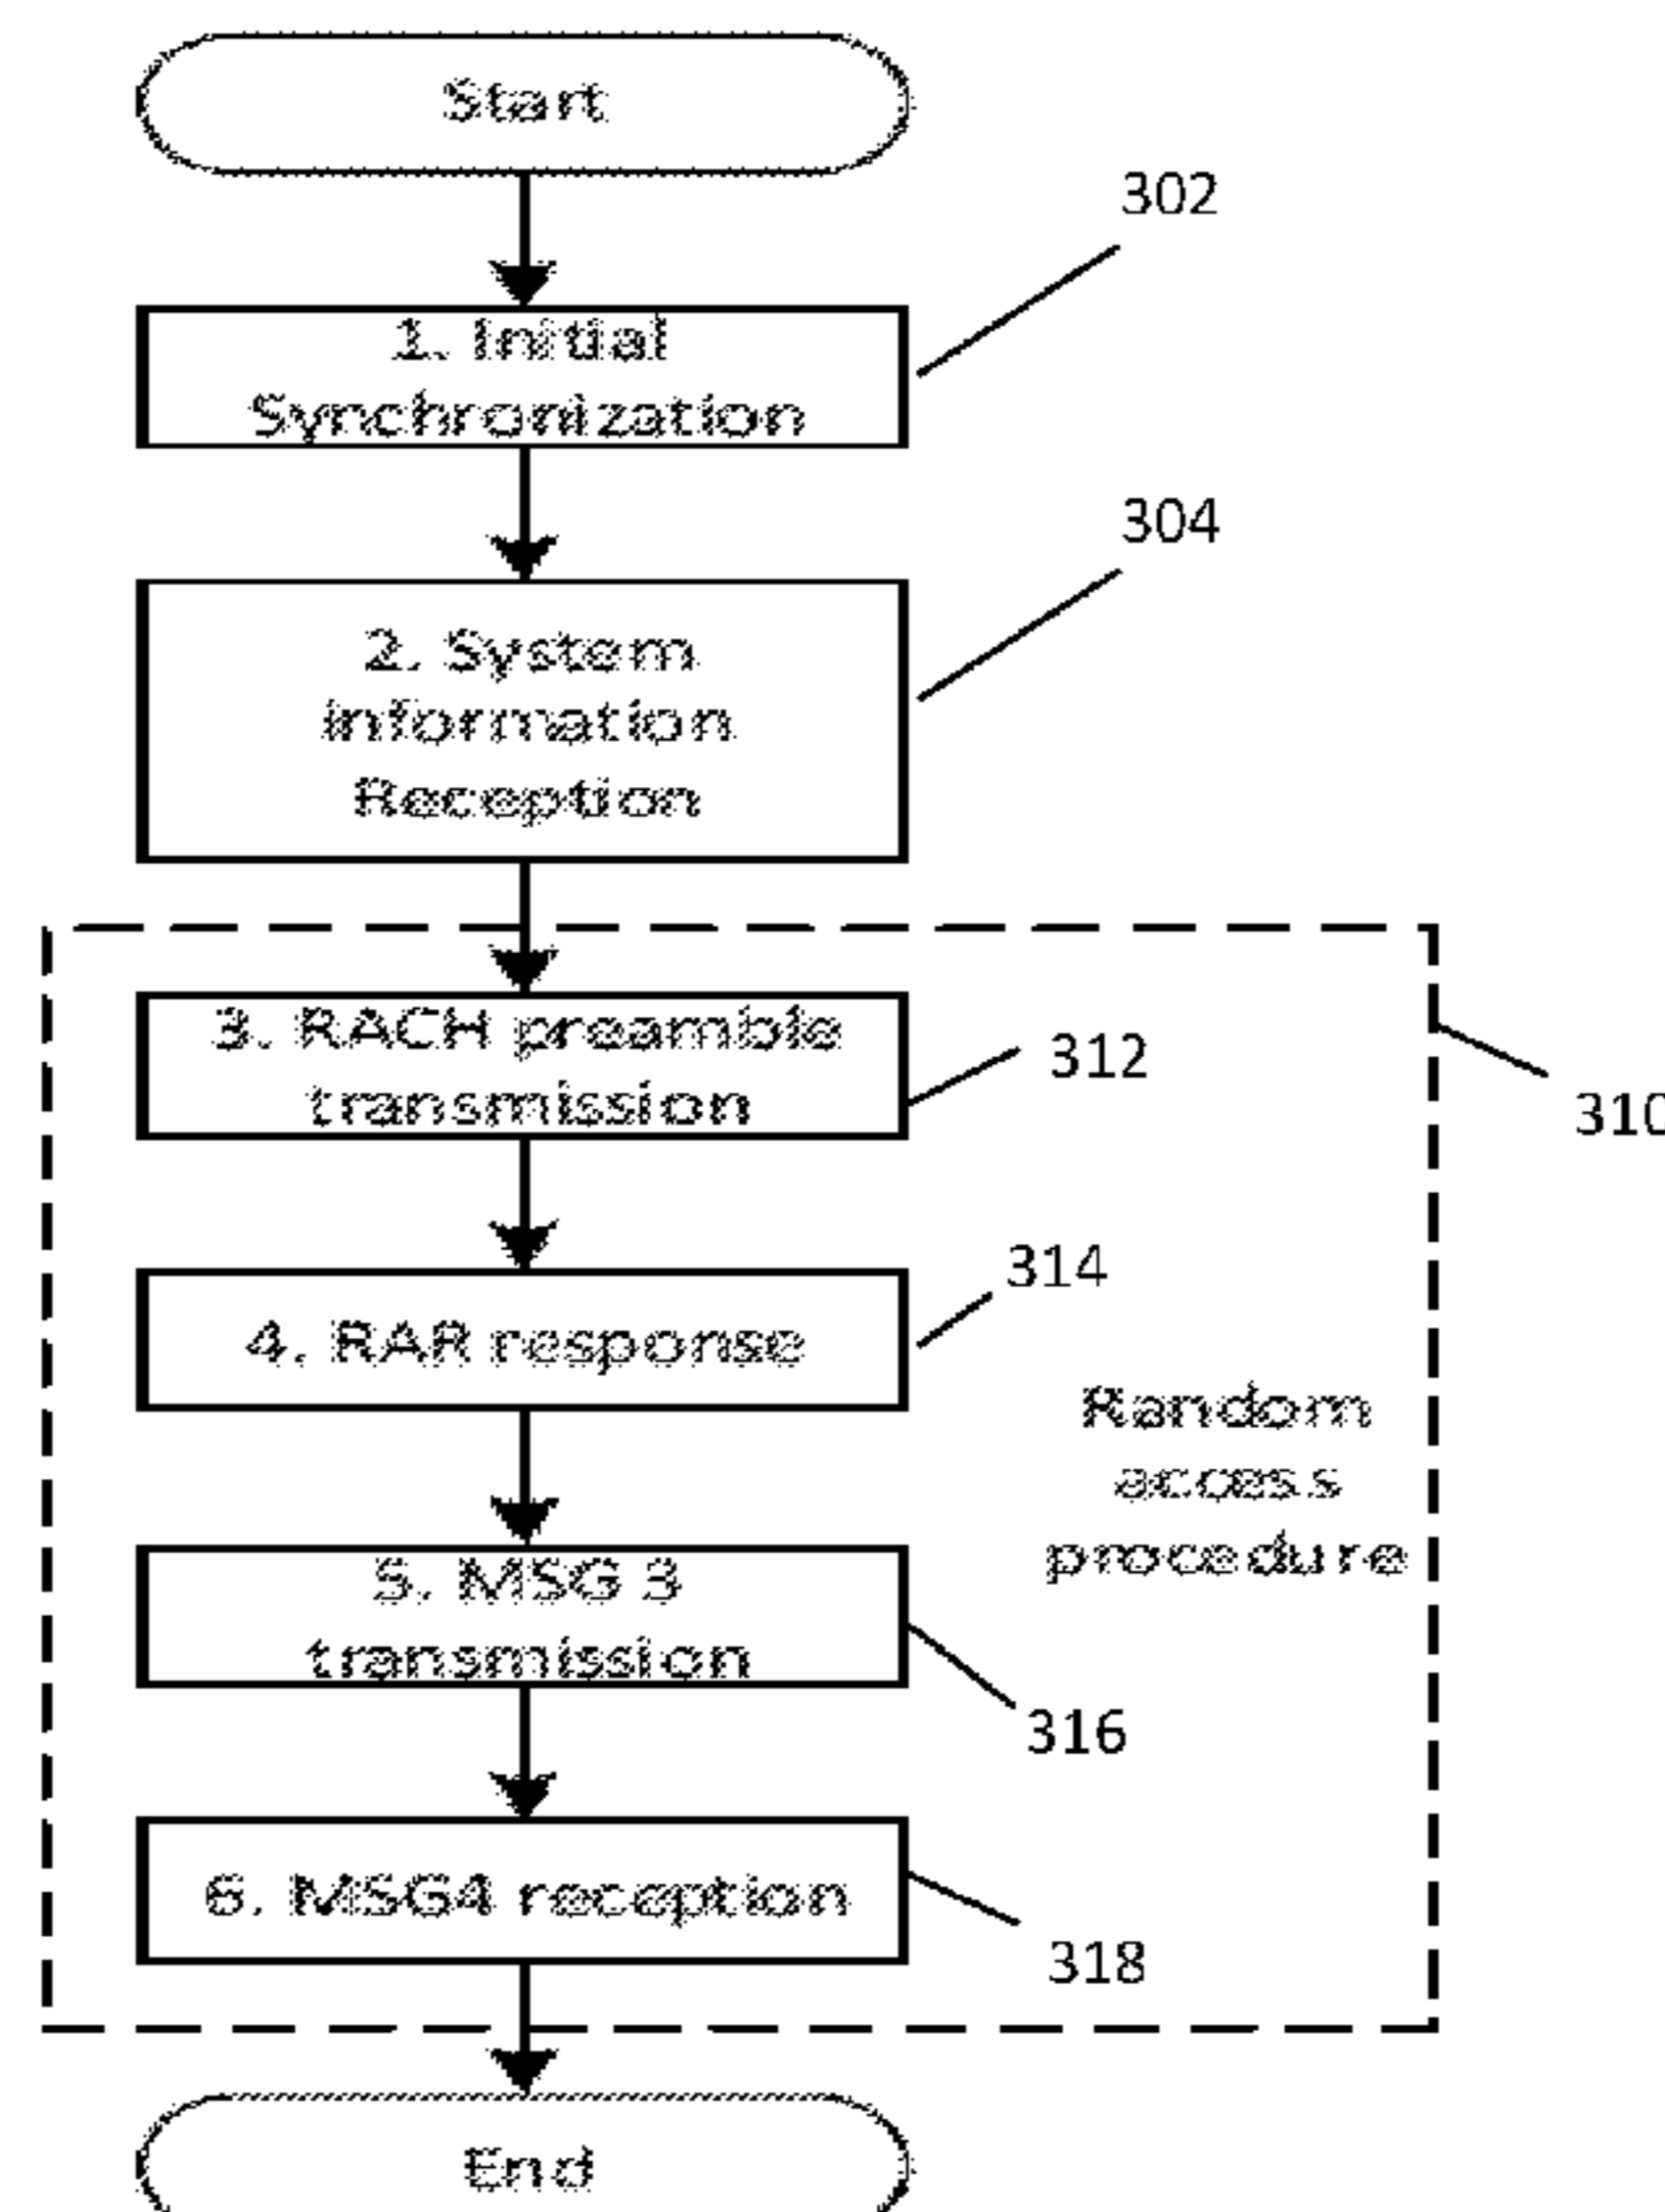 Start
302
1. Initial
Synchronization
304
2. System
information
Reception
3. RACH preamble
transmission
312
310
314
4. RAR response
Random
access
procedure
5. MSG 3
transmission
316
6. MSG4 reception
318
End